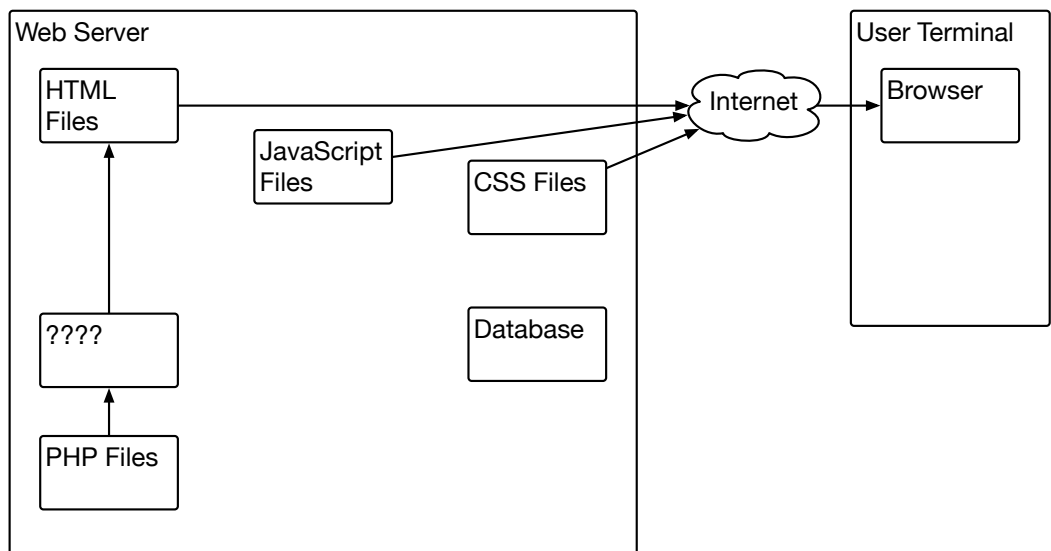 Web Server
User Terminal
HTML
Files
Internet
Browser
JavaScript
Files
CSS Files
????
Database
PHP Files